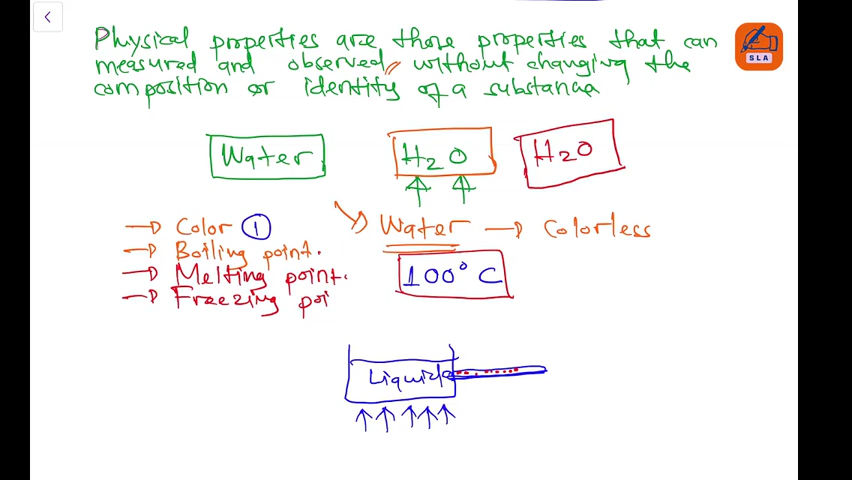 Physical properties are those properties that can
measured and observed, without changing the
composition or identity of a substance
SLA
Water
H2O
H2O
→ Color 1
→ Boiling point.
→ Melting point.
→ Freezing poi
Water → Colorless
100° C
Liquid